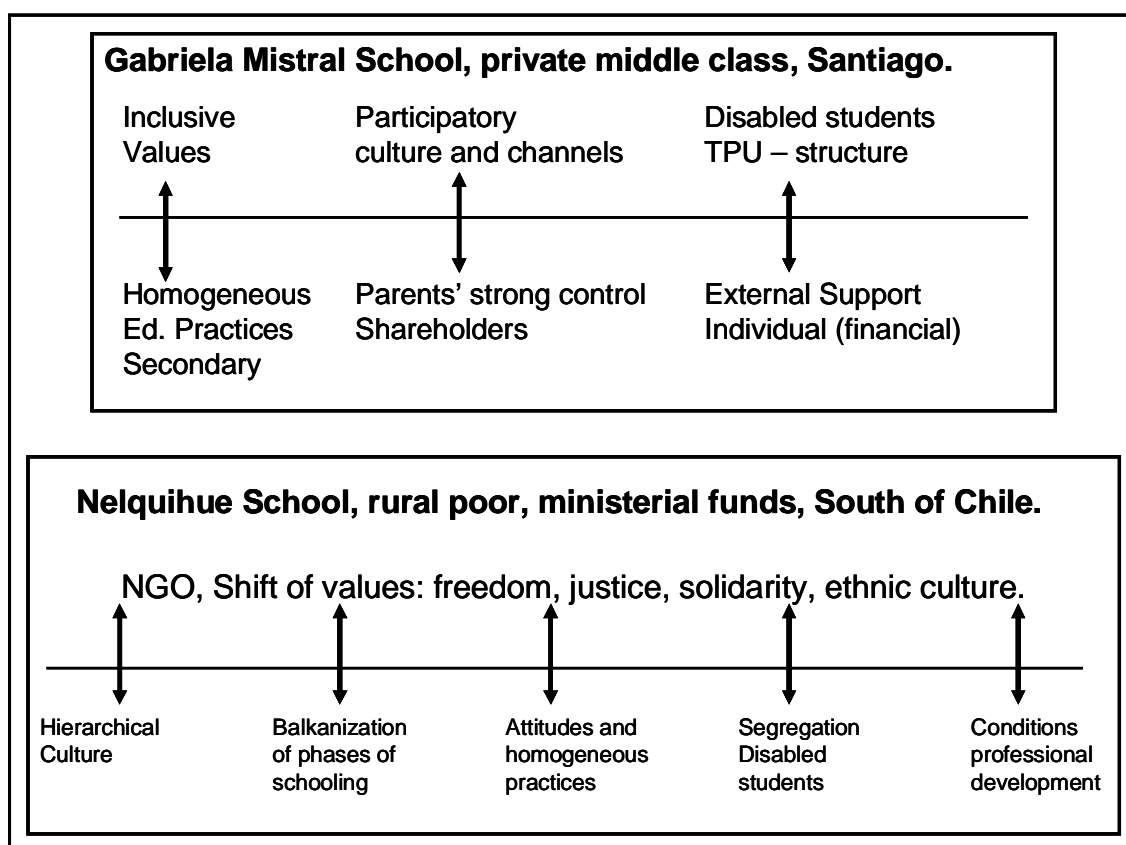 Gabriela Mistral School, private middle class, Santiago.
Inclusive
Values
Participatory
culture and channels
Disabled students
TPU – structure
Homogeneous
Ed. Practices
Secondary
Parents' strong control
Shareholders
External Support
Individual (financial)
Nelquihue School, rural poor, ministerial funds, South of Chile.
NGO, Shift of values: freedom, justice, solidarity, ethnic culture.
Hierarchical
Culture
Balkanization
of phases of
schooling
Attitudes and
homogeneous
practices
Segregation
Disabled
students
Conditions
professional
development